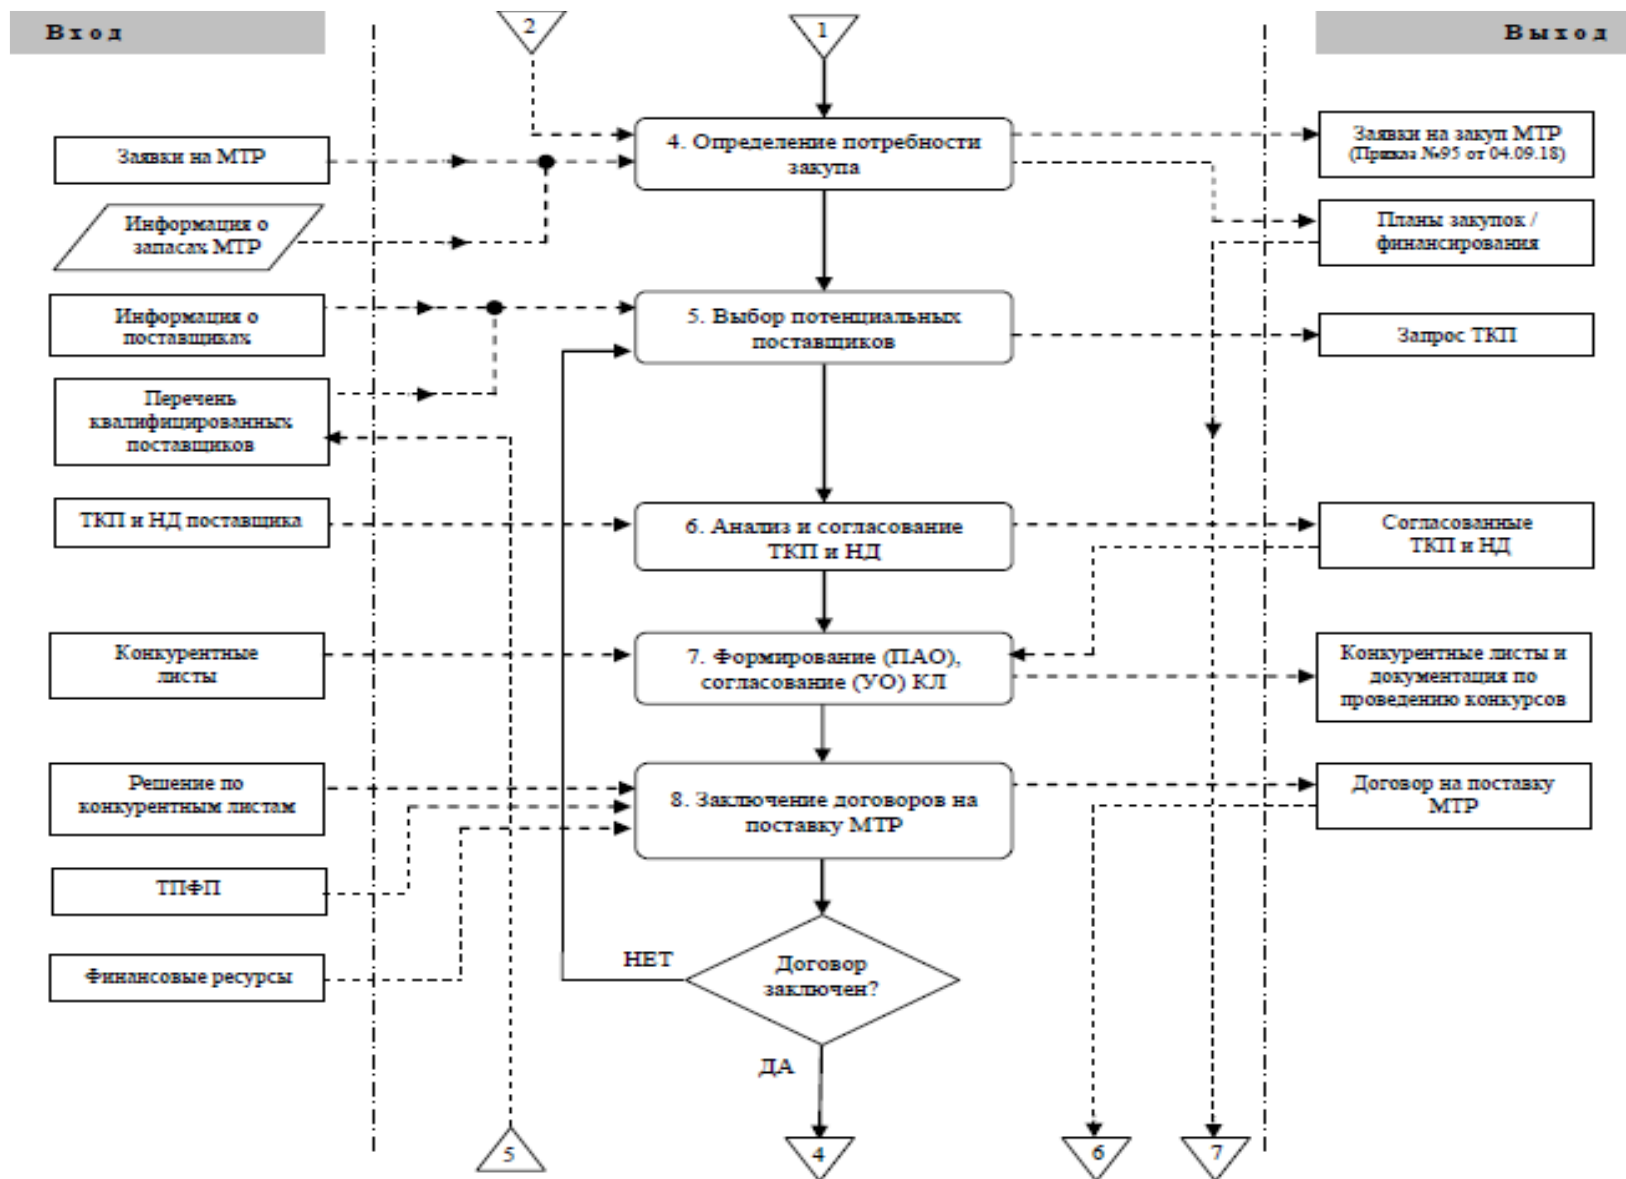 Вход
2
1
Выход
Заявки на МТР
4. Определение потребности
закупа
Заявки на закуп МТР
(Приказ №95 от 04.09.18)
Информация о
запасах МТР
Планы закупок /
финансирования
Информация о
поставщиках
5. Выбор потенциальных
поставщиков
Запрос ТКП
Перечень
квалифицированных
поставщиков
ТКП и НД поставщика
6. Анализ и согласование
ТКП и НД
Согласованные
ТКП и НД
Конкурентные
листы
7. Формирование (ПАО),
согласование (УО) КЛ
Конкурентные листы и
документация по
проведению конкурсов
Решение по
конкурентным листам
8. Заключение договоров на
поставку МТР
Договор на поставку
МТР
ТПФП
Финансовые ресурсы
НЕТ
Договор
заключен?
ДА
5
4
6
7